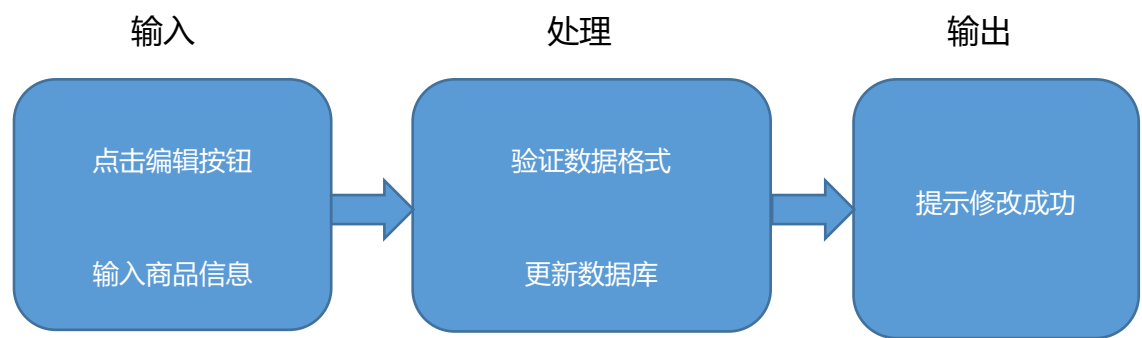 输入
处理
输出
点击编辑按钮
输入商品信息
验证数据格式
更新数据库
提示修改成功